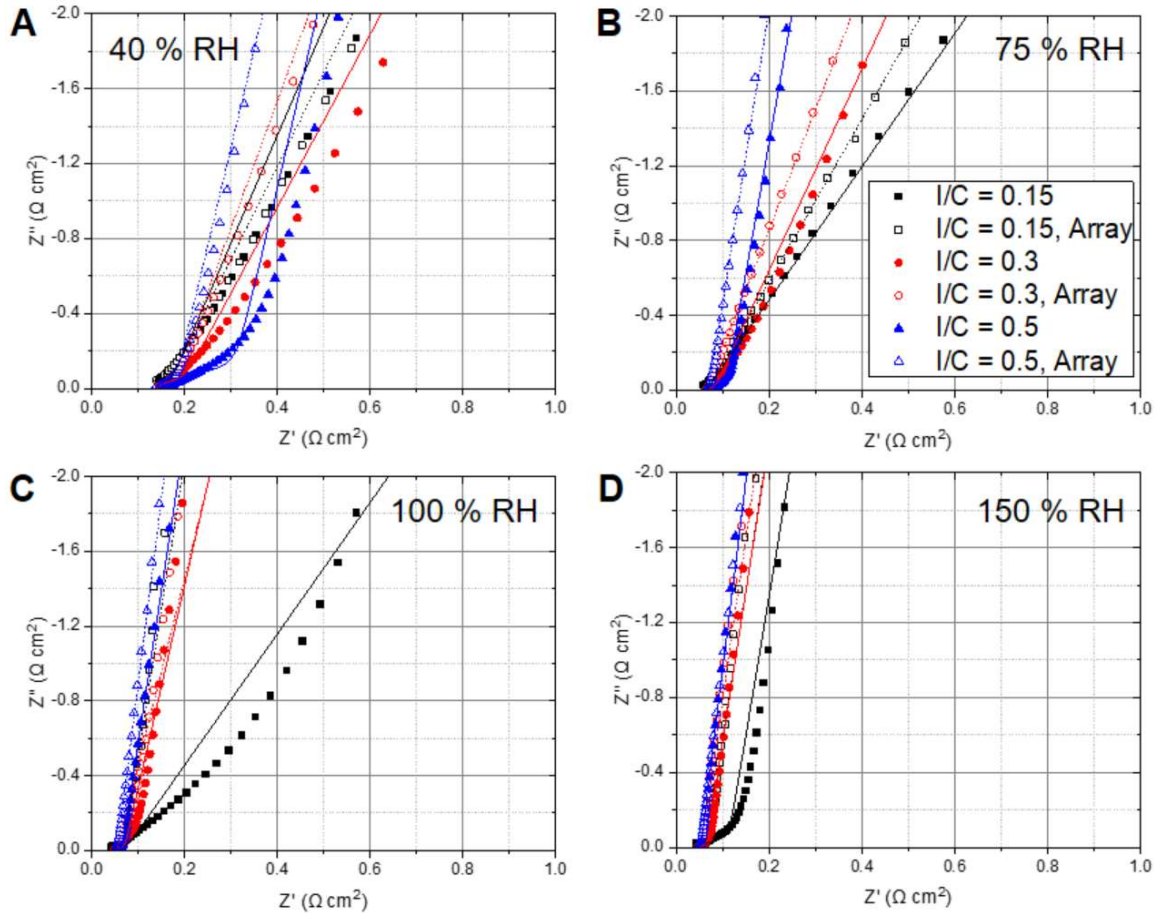 A
40 % RH
-2.0
-1.6
-1.2
-0.8
-0.4
0.0
Z'' (Ω cm²)
0.0 0.2 0.4 0.6 0.8 1.0
Z' (Ω cm²)
B
75 % RH
-2.0
-1.6
-1.2
-0.8
-0.4
0.0
Z'' (Ω cm²)
I/C = 0.15
I/C = 0.15, Array
I/C = 0.3
I/C = 0.3, Array
I/C = 0.5
I/C = 0.5, Array
0.0 0.2 0.4 0.6 0.8 1.0
Z' (Ω cm²)
C
100 % RH
-2.0
-1.6
-1.2
-0.8
-0.4
0.0
Z'' (Ω cm²)
0.0 0.2 0.4 0.6 0.8 1.0
Z' (Ω cm²)
D
150 % RH
-2.0
-1.6
-1.2
-0.8
-0.4
0.0
Z'' (Ω cm²)
0.0 0.2 0.4 0.6 0.8 1.0
Z' (Ω cm²)